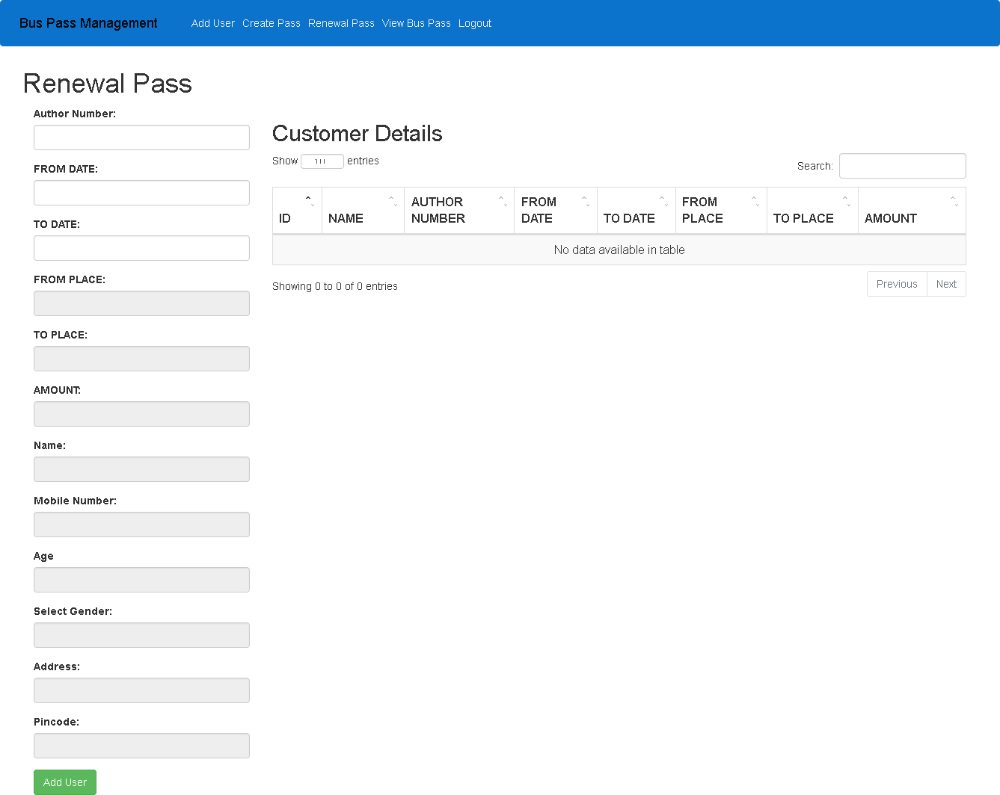 Bus Pass Management Add User Create Pass Renewal Pass View Bus Pass Logout
Renewal Pass
Author Number:
FROM DATE:
TO DATE:
FROM PLACE:
TO PLACE:
AMOUNT:
Name:
Mobile Number:
Age
Select Gender:
Address:
Pincode:
Add User
Customer Details
Show entries
Search:
ID NAME AUTHOR NUMBER FROM DATE TO DATE FROM PLACE TO PLACE AMOUNT
No data available in table
Showing 0 to 0 of 0 entries
Previous Next